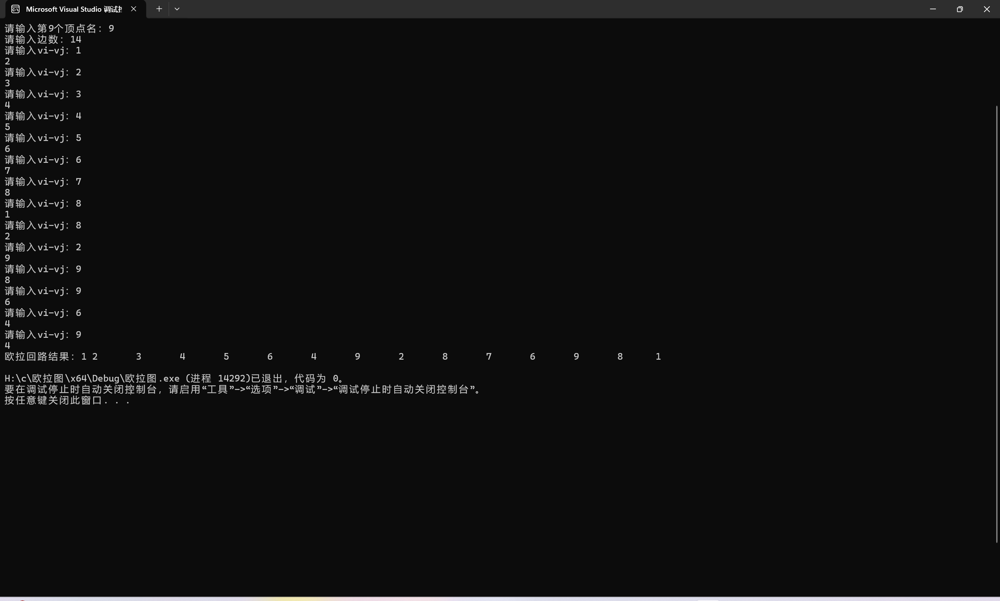 Microsoft Visual Studio 调试
请输入第9个顶点名: 9
请输入边数: 14
请输入vi-vj: 1
2
请输入vi-vj: 2
3
请输入vi-vj: 3
4
请输入vi-vj: 4
5
请输入vi-vj: 5
6
请输入vi-vj: 6
7
请输入vi-vj: 7
8
请输入vi-vj: 8
1
请输入vi-vj: 8
2
请输入vi-vj: 2
9
请输入vi-vj: 9
8
请输入vi-vj: 9
6
请输入vi-vj: 6
4
请输入vi-vj: 9
4
欧拉回路结果: 1 2 3 4 5 6 4 9 2 8 7 6 9 8 1
H:\c\欧拉图\x64\Debug\欧拉图.exe (进程 14292)已退出，代码为 0。
要在调试停止时自动关闭控制台，请启用“工具”->“选项”->“调试”->“调试停止时自动关闭控制台”。
按任意键关闭此窗口. . .